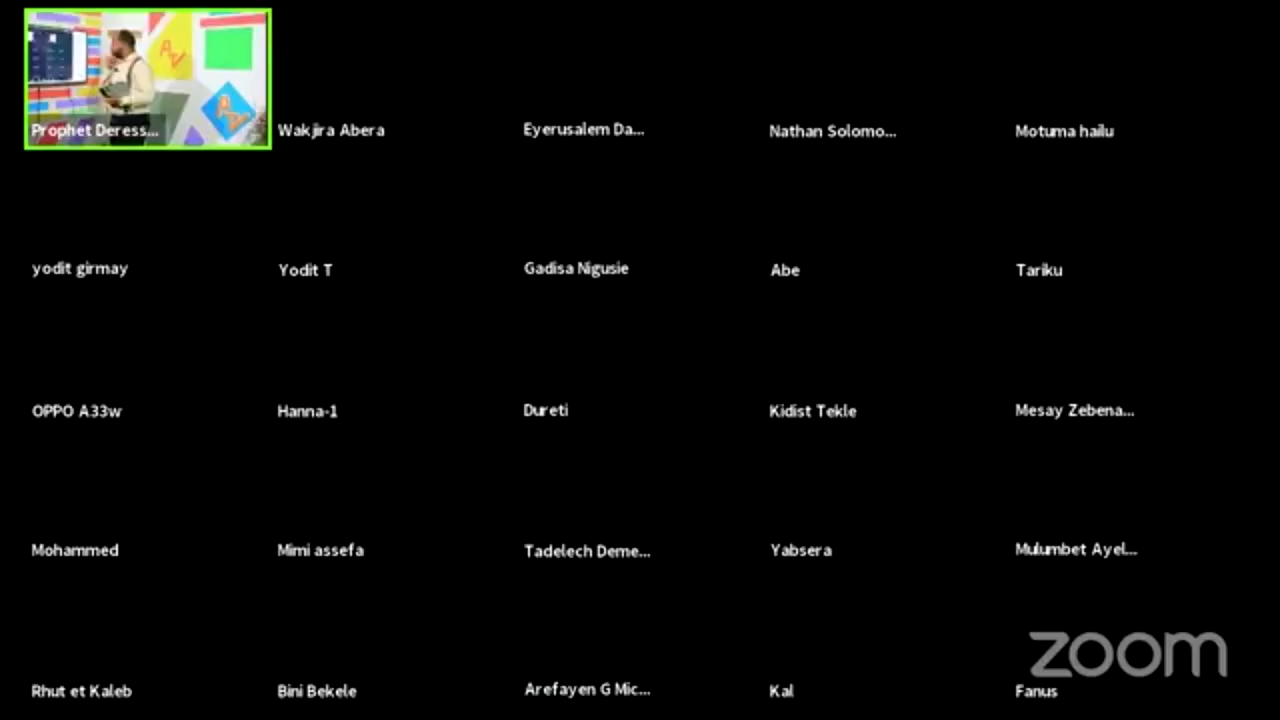 Prophet Deress...
Wakjira Abera
Eyerusalem Da...
Nathan Solomo...
Motuma hailu
yodit girmay
Yodit T
Gadisa Nigusie
Abe
Tariku
OPPO A33w
Hanna-1
Dureti
Kidist Tekle
Mesay Zebena...
Mohammed
Mimi assefa
Tadelech Deme...
Yabsera
Mulumbet Ayel...
zoom
Rhut et Kaleb
Bini Bekele
Arefayen G Mic...
Kal
Fanus